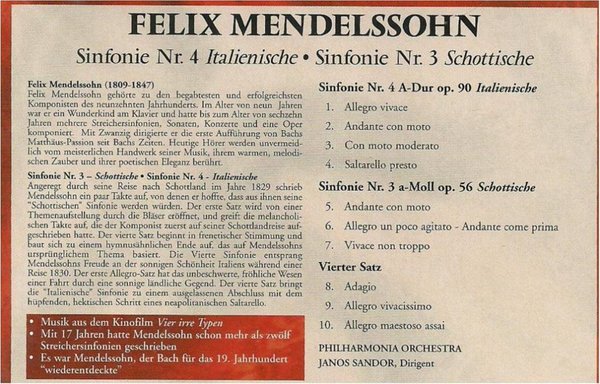 FELIX MENDELSSOHN
Sinfonie Nr. 4 Italienische • Sinfonie Nr. 3 Schottische
Felix Mendelssohn (1809-1847)
Felix Mendelssohn gehörte zu den begabtesten und erfolgreichsten
Komponisten des neunzehnten Jahrhunderts. Im Alter von neun Jahren
war er ein Wunderkind am Klavier und hatte bis zum Alter von sechzehn
Jahren mehrere Streichersinfonien, Sonaten, Konzerte und eine Oper
komponiert. Mit Zwanzig dirigierte er die erste Aufführung von Bachs
Matthäus-Passion seit Bachs Zeiten. Heutige Hörer werden unvermeid-
lich vom meisterlichen Handwerk seiner Musik, ihrem warmen, melodi-
schen Zauber und ihrer poetischen Eleganz berührt.
Sinfonie Nr. 3 – Schottische • Sinfonie Nr. 4 - Italienische
Angeregt durch seine Reise nach Schottland im Jahre 1829 schrieb
Mendelssohn ein paar Takte auf, von denen er hoffte, dass aus ihnen seine
"Schottischen" Sinfonie werden würden. Der erste Satz wird von einer
Themenaufstellung durch die Bläser eröffnet, und greift: die melancholi-
schen Takte auf, die der Komponist zuerst auf seiner Schottlandreise auf-
geschrieben hatte. Der vierte Satz beginnt in frenetischer Stimmung und
baut sich zu einem hymnusähnlichen Ende auf, das auf Mendelssohns
ursprünglichem Thema basiert. Die Vierte Sinfonie entsprang
Mendelssohns Freude an der sonnigen Schönheit Italiens während einer
Reise 1830. Der erste Allegro-Satz hat das unbeschwerte, fröhliche Wesen
einer Fahrt durch eine sonnige ländliche Gegend. Der vierte Satz bringt
die "Italienische" Sinfonie zu einem ausgelassenen Abschluss mit dem
hüpfenden, hektischen Schritt eines neapolitanischen Saltarello.
• Musik aus dem Kinofilm Vier irre Typen
• Mit 17 Jahren hatte Mendelssohn schon mehr als zwölf
Streichersinfonien geschrieben
• Es war Mendelssohn, der Bach für das 19. Jahrhundert
"wiederentdeckte"
Sinfonie Nr. 4 A-Dur op. 90 Italienische
1. Allegro vivace
2. Andante con moto
3. Con moto moderato
4. Saltarello presto
Sinfonie Nr. 3 a-Moll op. 56 Schottische
5. Andante con moto
6. Allegro un poco agitato - Andante come prima
7. Vivace non troppo
Vierter Satz
8. Adagio
9. Allegro vivacissimo
10. Allegro maestoso assai
PHILHARMONIA ORCHESTRA
JANOS SANDOR, Dirigent